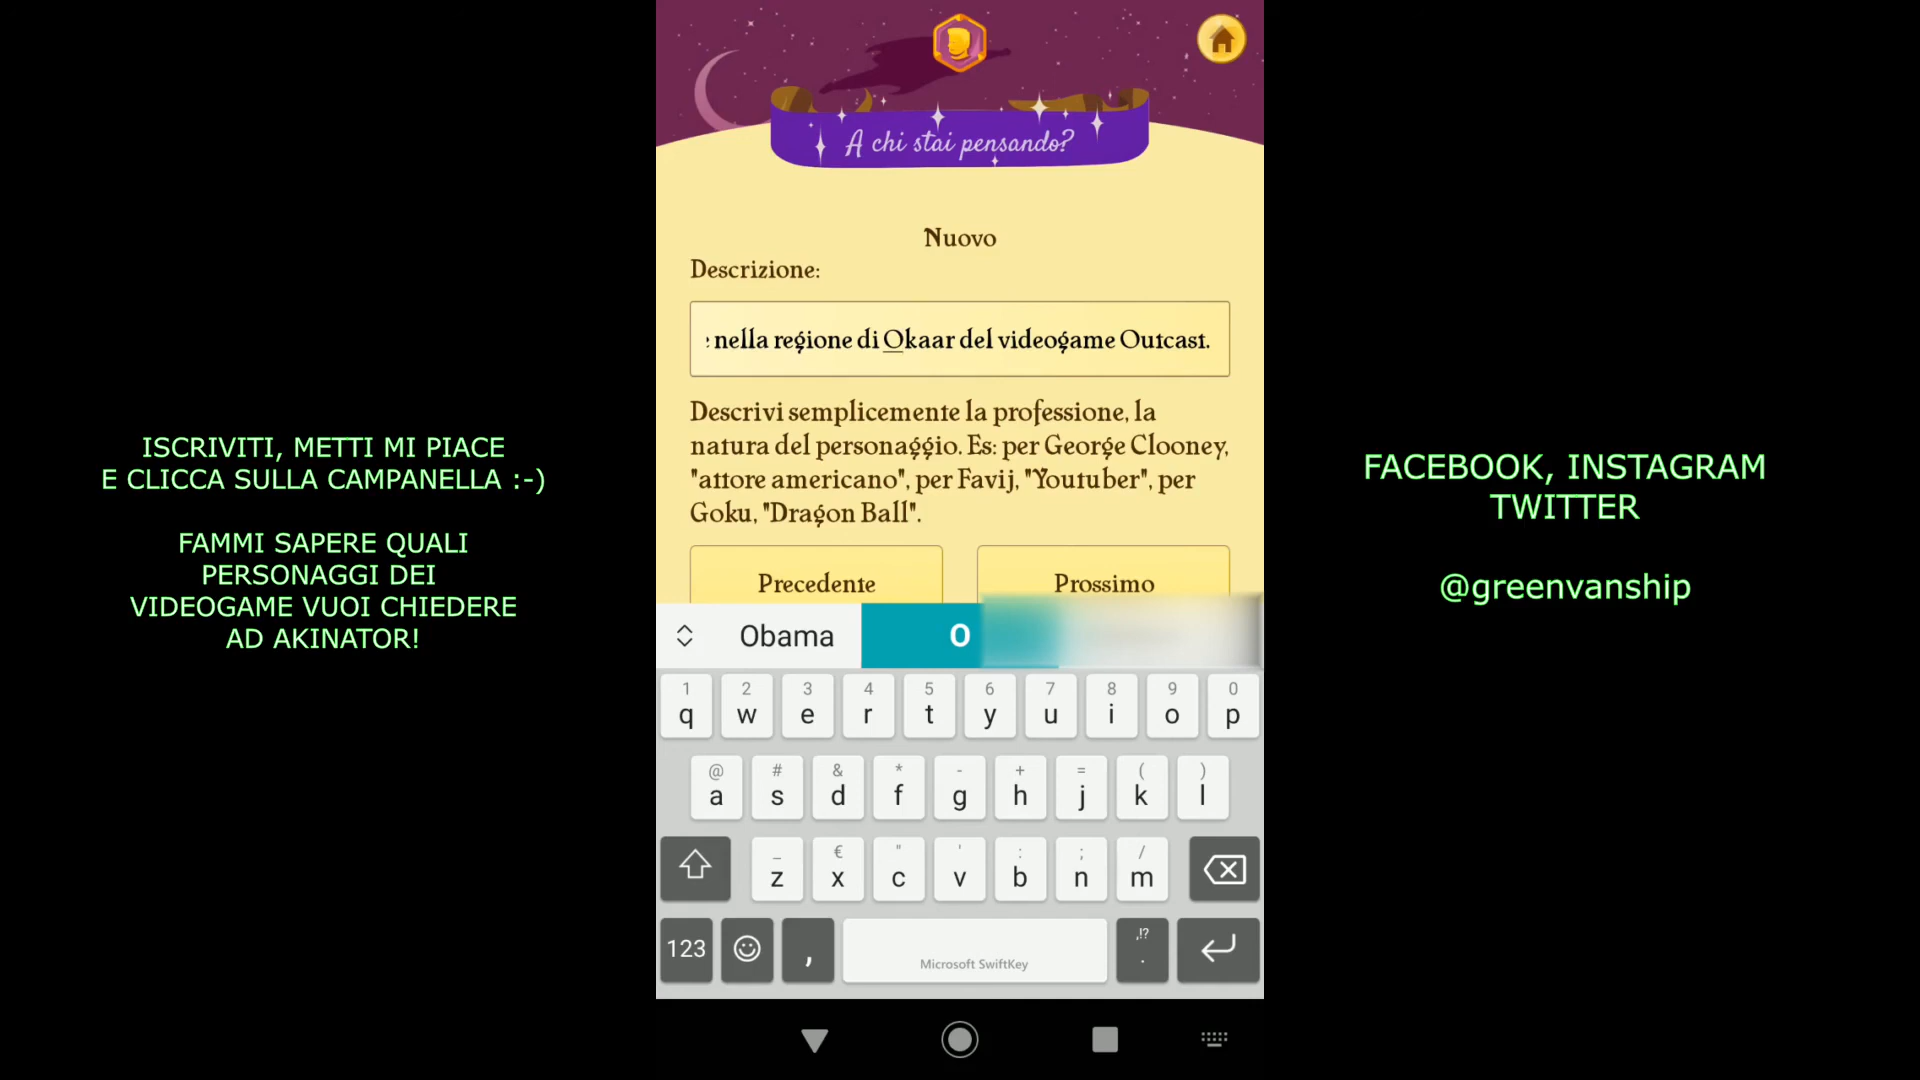 A chi stai pensando?
Nuovo
Descrizione:
nella regione di Okaar del videogame Outcast.
Descrivi semplicemente la professione, la
natura del personaggio. Es: per George Clooney,
"attore americano", per Favij, "Youtuber", per
Goku, "Dragon Ball".
Precedente Prossimo
ISCRIVITI, METTI MI PIACE
E CLICCA SULLA CAMPANELLA :-)
FAMMI SAPERE QUALI
PERSONAGGI DEI
VIDEOGAME VUOI CHIEDERE
AD AKINATOR!
FACEBOOK, INSTAGRAM
TWITTER
@greenvanship
Obama O
1 2 3 4 5 6 7 8 9 0
q w e r t y u i o p
@ # & * - + = ( )
a s d f g h j k l
_ € " ' : ; /
z x c v b n m
123 , ,!? .
Microsoft SwiftKey